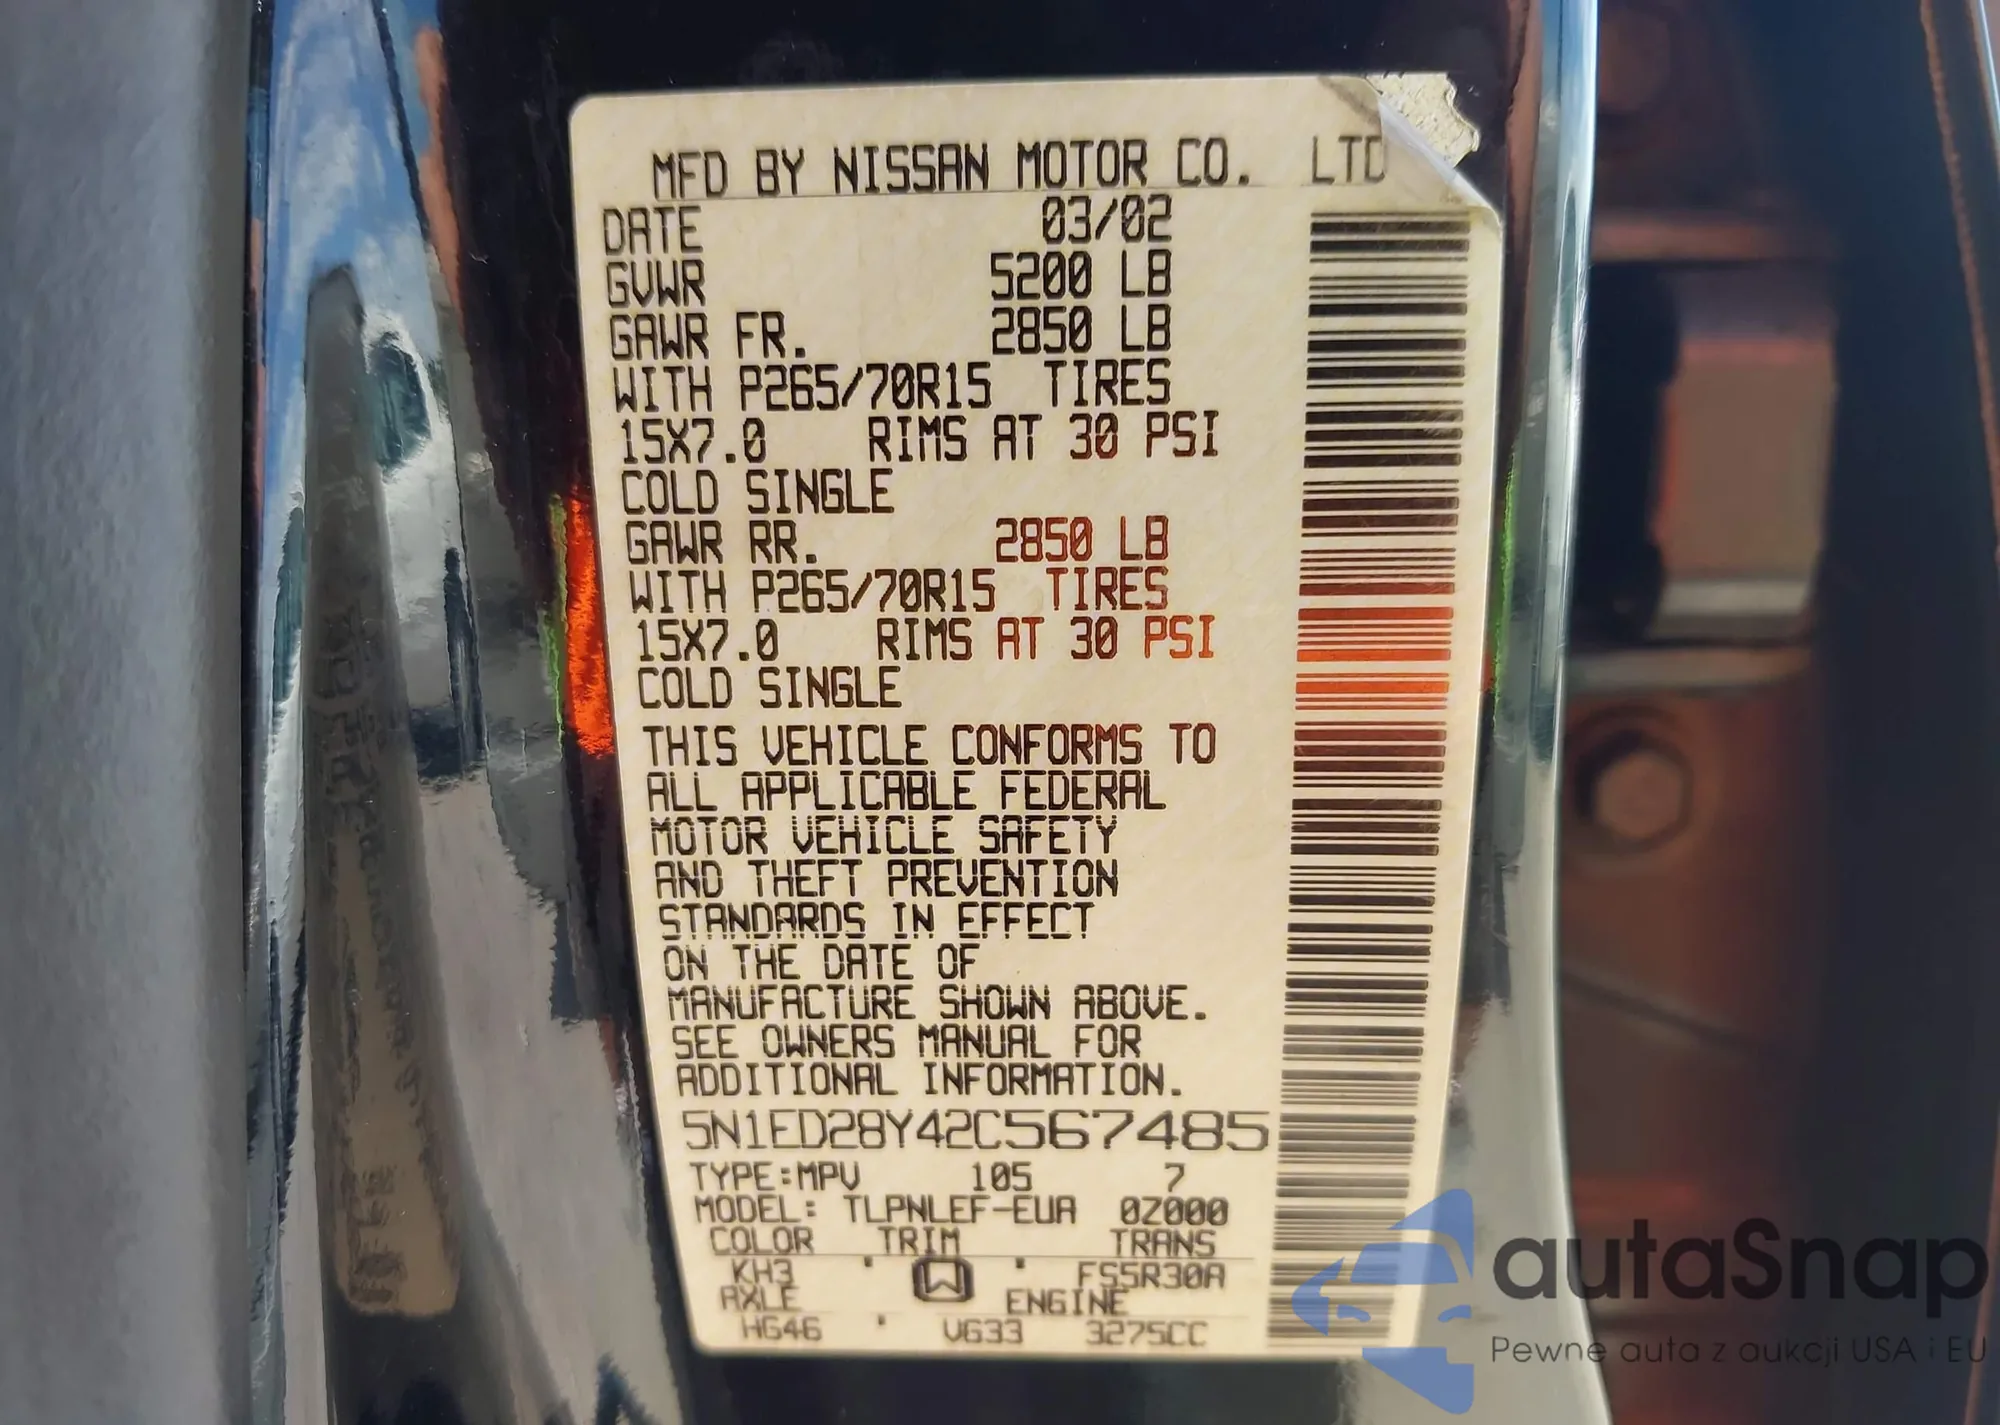 MFD BY NISSAN MOTOR CO. LTD
DATE 03/02
GVWR 5200 LB
GAWR FR. 2850 LB
WITH P265/70R15 TIRES
15X7.0 RIMS AT 30 PSI
COLD SINGLE
GAWR RR. 2850 LB
WITH P265/70R15 TIRES
15X7.0 RIMS AT 30 PSI
COLD SINGLE
THIS VEHICLE CONFORMS TO
ALL APPLICABLE FEDERAL
MOTOR VEHICLE SAFETY
AND THEFT PREVENTION
STANDARDS IN EFFECT
ON THE DATE OF
MANUFACTURE SHOWN ABOVE.
SEE OWNERS MANUAL FOR
ADDITIONAL INFORMATION.
5N1ED28Y42C567485
TYPE:MPV 105 7
MODEL: TLPNLEF-EUA 0Z000
COLOR TRIM TRANS
KH3 W FS5R30A
AXLE ENGINE
HG46 VG33 3275CC
autaSnap
Pewne auta z aukcji USA i EU